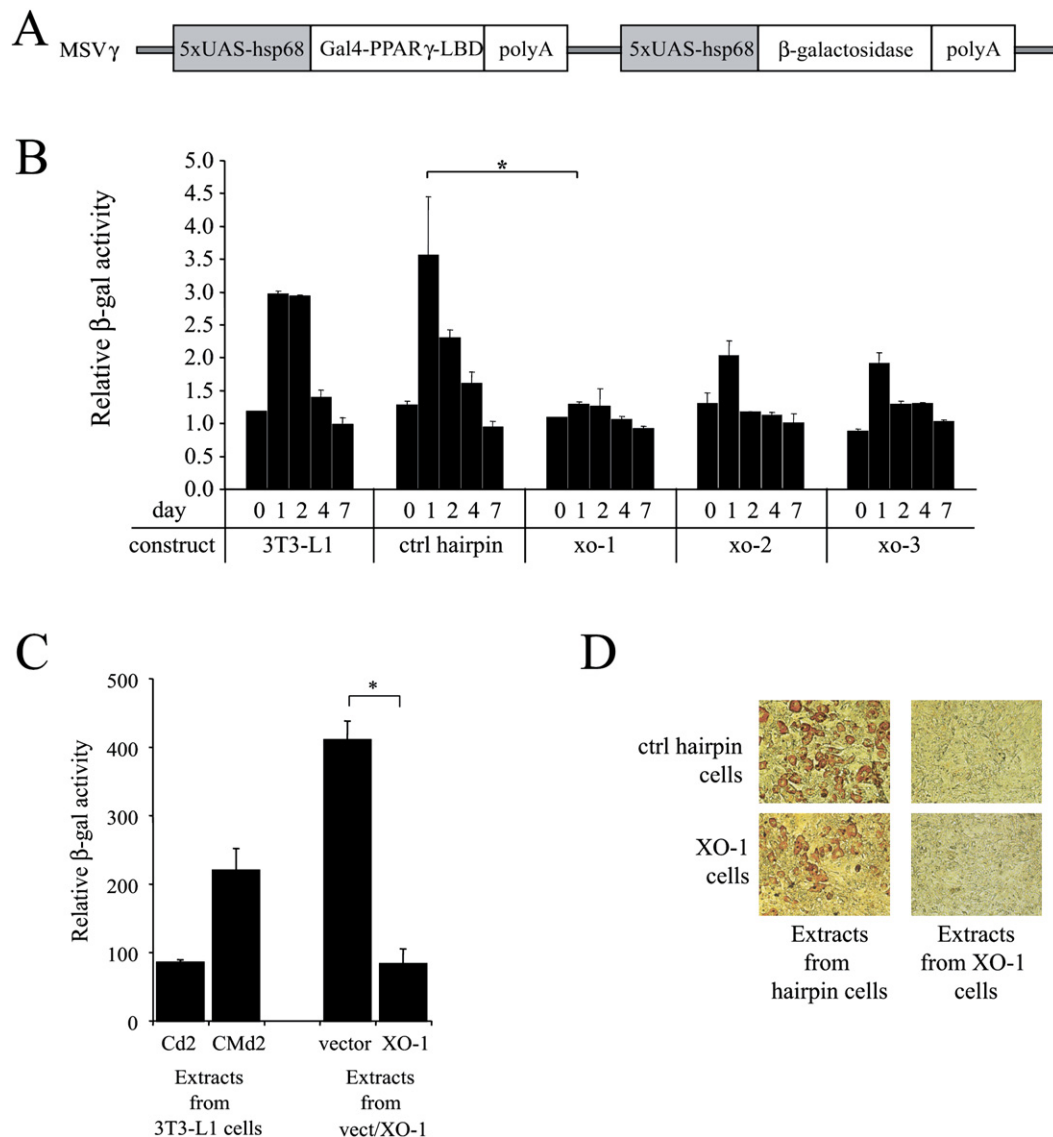 A
MSVγ
5xUAS-hsp68 Gal4-PPARγ-LBD polyA 5xUAS-hsp68 β-galactosidase polyA
B
Relative β-gal activity
5.0
4.5
4.0
3.5
3.0
2.5
2.0
1.5
1.0
0.5
0.0
*
day 0 1 2 4 7 0 1 2 4 7 0 1 2 4 7 0 1 2 4 7 0 1 2 4 7
construct 3T3-L1 ctrl hairpin xo-1 xo-2 xo-3
C
Relative β-gal activity
500
400
300
200
100
0
*
Cd2 CMd2 vector XO-1
Extracts
from
3T3-L1 cells
Extracts
from
vect/XO-1
D
ctrl hairpin
cells
XO-1
cells
Extracts
from
hairpin cells
Extracts
from XO-1
cells